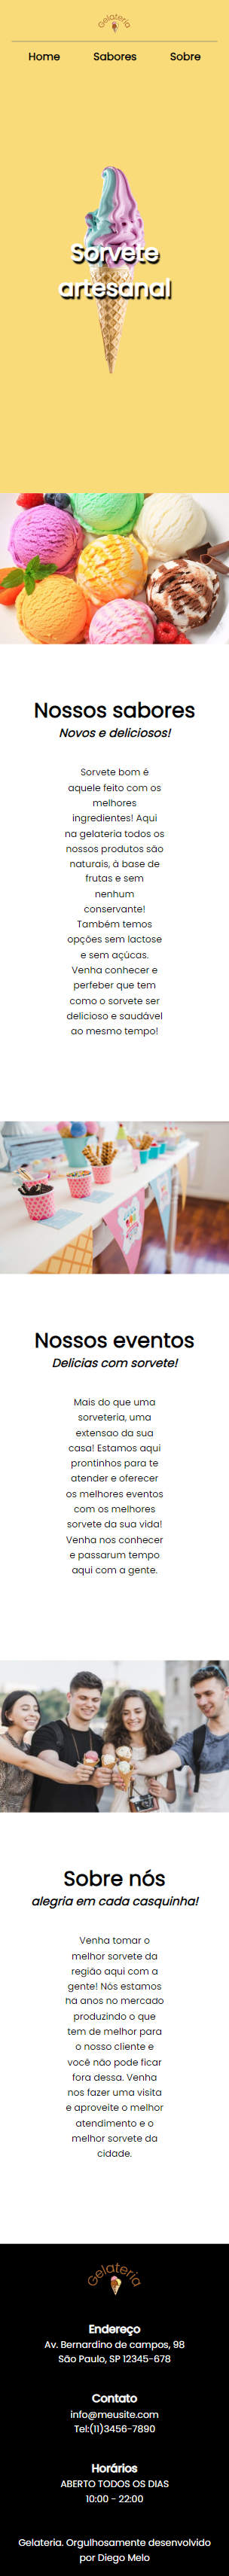 Gelateria
Home Sabores Sobre
Sorvete
artesanal
Nossos sabores
Novos e deliciosos!
Sorvete bom é
aquele feito com os
melhores
ingredientes! Aqui
na gelateria todos os
nossos produtos são
naturais, à base de
frutas e sem
nenhum
conservante!
Também temos
opções sem lactose
e sem açúcas.
Venha conhecer e
perfeber que tem
como o sorvete ser
delicioso e saudável
ao mesmo tempo!
Nossos eventos
Delicias com sorvete!
Mais do que uma
sorveteria, uma
extensao da sua
casa! Estamos aqui
prontinhos para te
atender e oferecer
os melhores eventos
com os melhores
sorvete da sua vida!
Venha nos conhecer
e passarum tempo
aqui com a gente.
Sobre nós
alegria em cada casquinha!
Venha tomar o
melhor sorvete da
região aqui com a
gente! Nós estamos
ha anos no mercado
produzindo o que
tem de melhor para
o nosso cliente e
você não pode ficar
fora dessa. Venha
nos fazer uma visita
e aproveite o melhor
atendimento e o
melhor sorvete da
cidade.
Gelateria
Endereço
Av. Bernardino de campos, 98
São Paulo, SP 12345-678
Contato
info@meusite.com
Tel:(11)3456-7890
Horários
ABERTO TODOS OS DIAS
10:00 - 22:00
Gelateria. Orgulhosamente desenvolvido
por Diego Melo